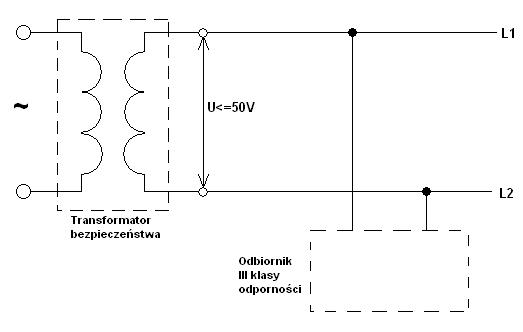 L1
~
U<=50V
L2
Transformator
bezpieczeństwa
Odbiornik
III klasy
odporności